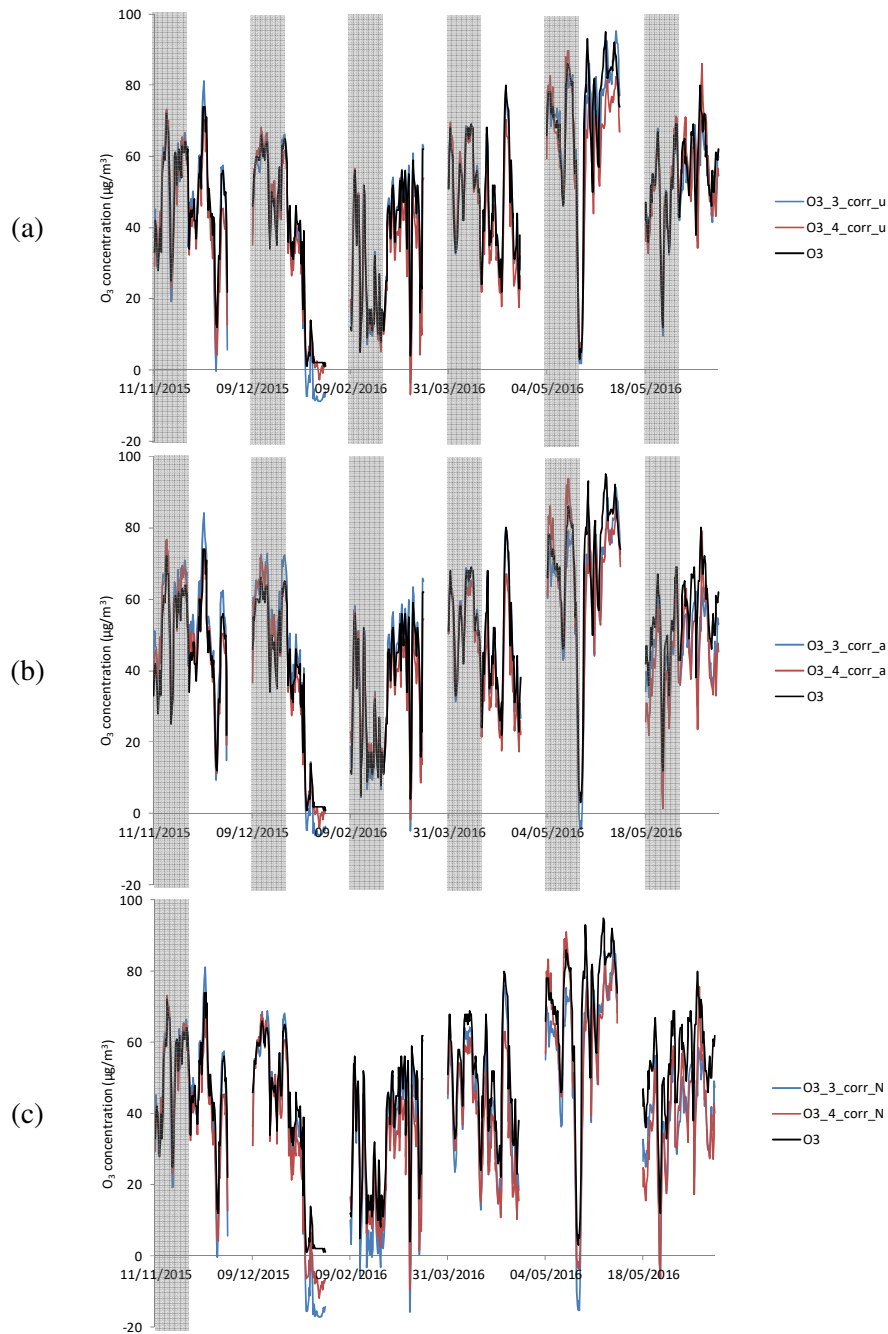 (a)
O₃ concentration (µg/m³)
100
80
60
40
20
0
-20
11/11/2015
09/12/2015
09/02/2016
31/03/2016
04/05/2016
18/05/2016
O3_3_corr_u
O3_4_corr_u
O3
(b)
O₃ concentration (µg/m³)
100
80
60
40
20
0
-20
11/11/2015
09/12/2015
09/02/2016
31/03/2016
04/05/2016
18/05/2016
O3_3_corr_a
O3_4_corr_a
O3
(c)
O₃ concentration (µg/m³)
100
80
60
40
20
0
-20
11/11/2015
09/12/2015
09/02/2016
31/03/2016
04/05/2016
18/05/2016
O3_3_corr_N
O3_4_corr_N
O3